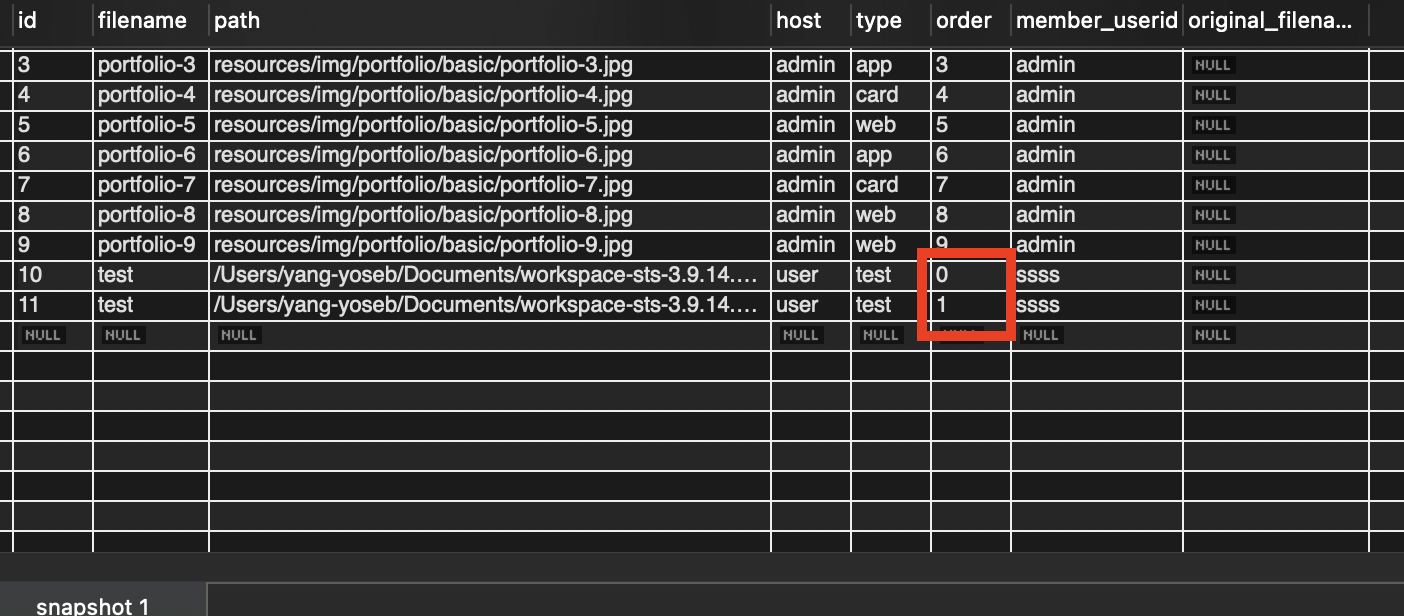 id filename path host type order member_userid original_filena...
3 portfolio-3 resources/img/portfolio/basic/portfolio-3.jpg admin app 3 admin NULL
4 portfolio-4 resources/img/portfolio/basic/portfolio-4.jpg admin card 4 admin NULL
5 portfolio-5 resources/img/portfolio/basic/portfolio-5.jpg admin web 5 admin NULL
6 portfolio-6 resources/img/portfolio/basic/portfolio-6.jpg admin app 6 admin NULL
7 portfolio-7 resources/img/portfolio/basic/portfolio-7.jpg admin card 7 admin NULL
8 portfolio-8 resources/img/portfolio/basic/portfolio-8.jpg admin web 8 admin NULL
9 portfolio-9 resources/img/portfolio/basic/portfolio-9.jpg admin web 9 admin NULL
10 test /Users/yang-yoseb/Documents/workspace-sts-3.9.14.... user test 0 ssss NULL
11 test /Users/yang-yoseb/Documents/workspace-sts-3.9.14.... user test 1 ssss NULL
NULL NULL NULL NULL NULL NULL NULL
snapshot 1